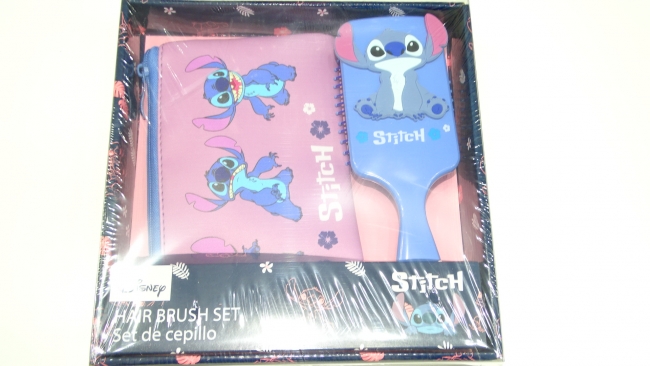 STitCH
STitCH
STitCH
DISNEY
HAIR BRUSH SET
Set de cepillo